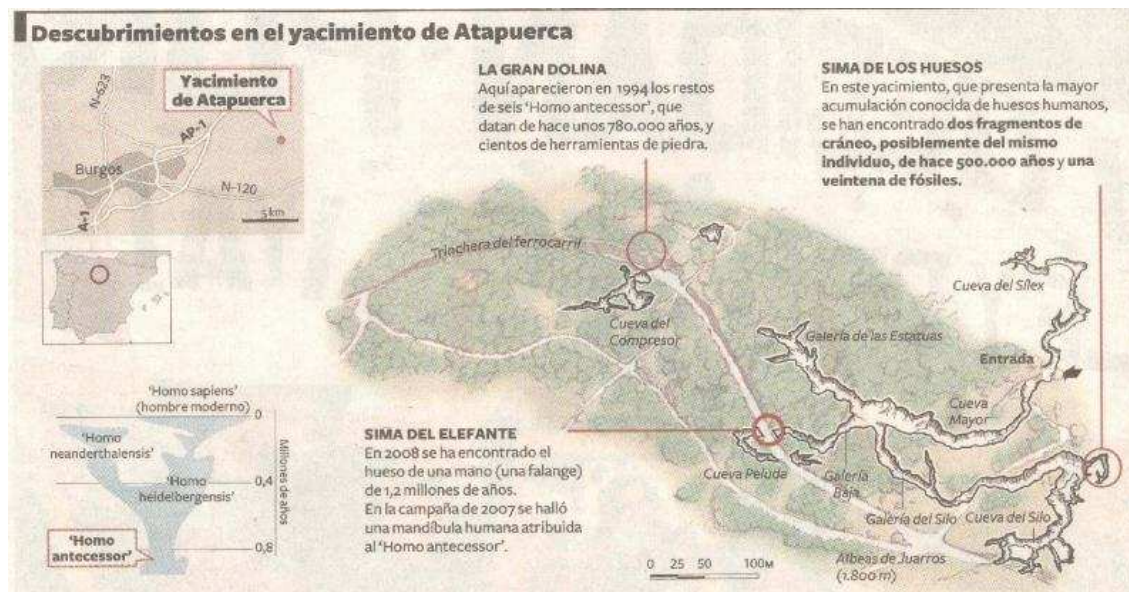 Descubrimientos en el yacimiento de Atapuerca
N-623
Yacimiento
de Atapuerca
AP-1
Burgos
N-120
A-1
5 km
LA GRAN DOLINA
Aquí aparecieron en 1994 los restos
de seis 'Homo antecessor', que
datan de hace unos 780.000 años, y
cientos de herramientas de piedra.
SIMA DE LOS HUESOS
En este yacimiento, que presenta la mayor
acumulación conocida de huesos humanos,
se han encontrado dos fragmentos de
cráneo, posiblemente del mismo
individuo, de hace 500.000 años y una
veintena de fósiles.
Trinchera del ferrocarril
Cueva del
Compresor
Galería de las Estatuas
Cueva del Sílex
Entrada
Cueva
Mayor
'Homo sapiens'
(hombre moderno)
0
'Homo
neanderthalensis'
'Homo
heidelbergensis'
0,4
0,8
Millones de años
'Homo
antecessor'
SIMA DEL ELEFANTE
En 2008 se ha encontrado el
hueso de una mano (una falange)
de 1,2 millones de años.
En la campaña de 2007 se halló
una mandíbula humana atribuida
al 'Homo antecessor'.
Cueva Peluda
Galería
Baja
Galería del Silo
Cueva del Silo
Albeas de Juarros
(1.800 m)
0 25 50 100M